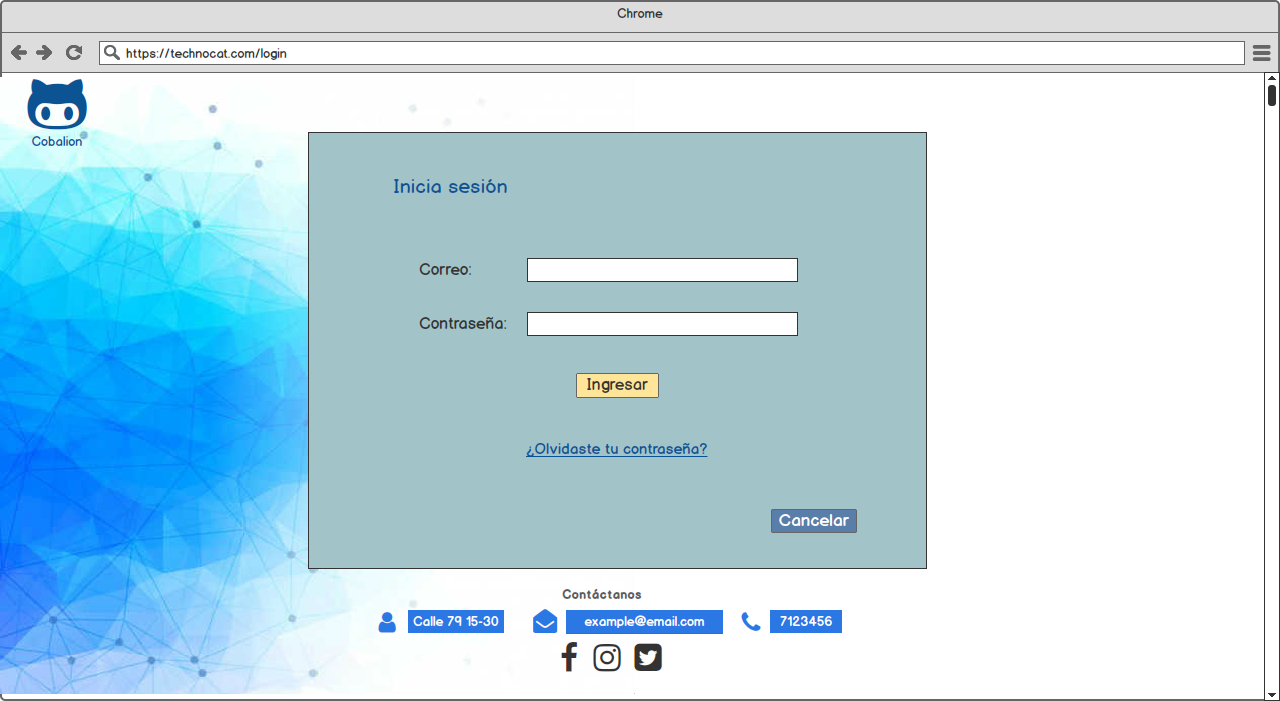 Chrome
https://technocat.com/login
Cobalion
Inicia sesión
Correo:
Contraseña:
Ingresar
¿Olvidaste tu contraseña?
Cancelar
Contáctanos
Calle 79 15-30 example@email.com 7123456